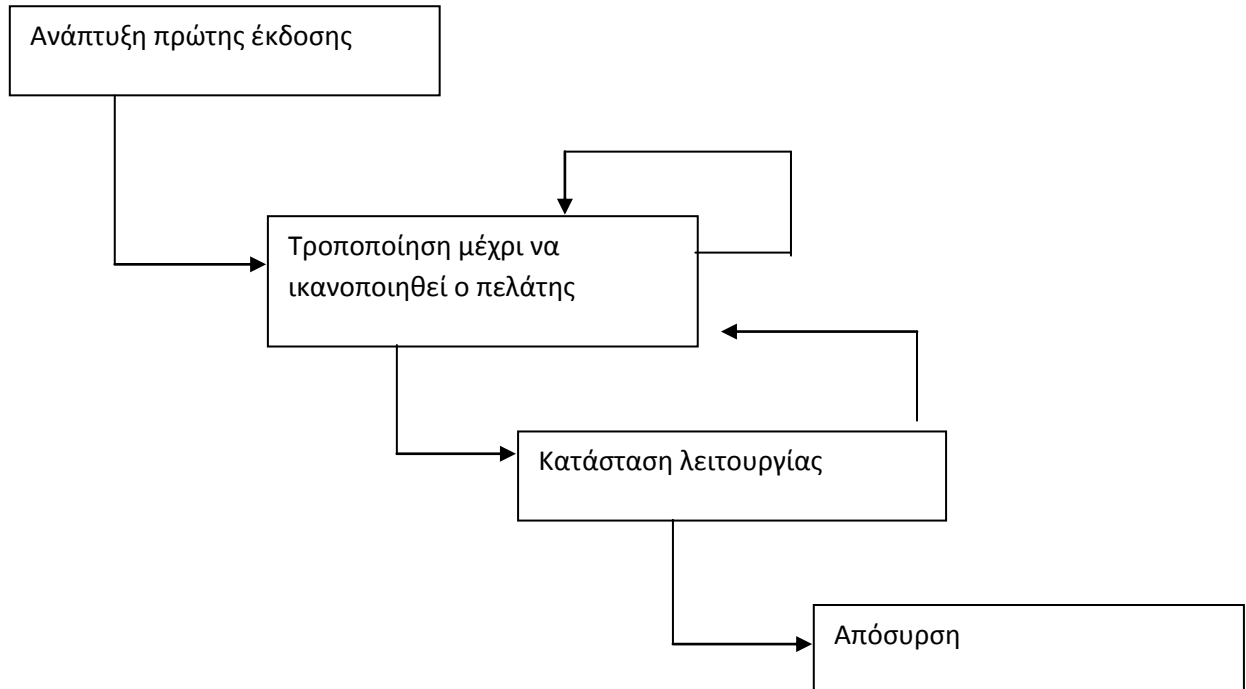 Ανάπτυξη πρώτης έκδοσης
Τροποποίηση μέχρι να
ικανοποιηθεί ο πελάτης
Κατάσταση λειτουργίας
Απόσυρση